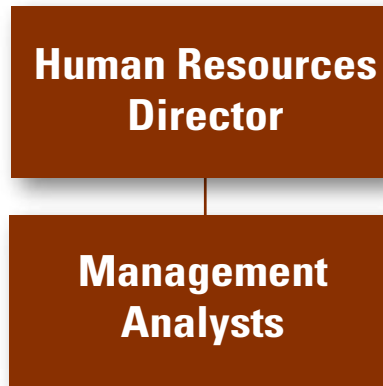 Human Resources
Director
Management
Analysts